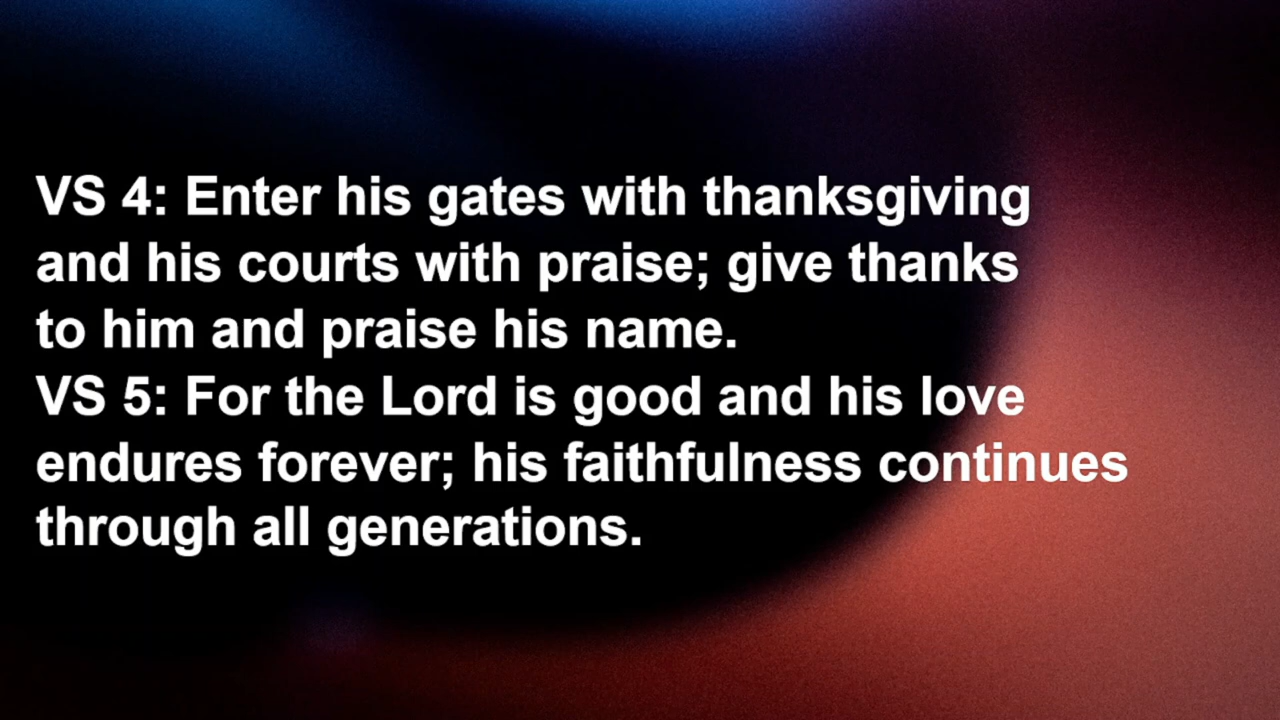 VS 4: Enter his gates with thanksgiving
and his courts with praise; give thanks
to him and praise his name.
VS 5: For the Lord is good and his love
endures forever; his faithfulness continues
through all generations.